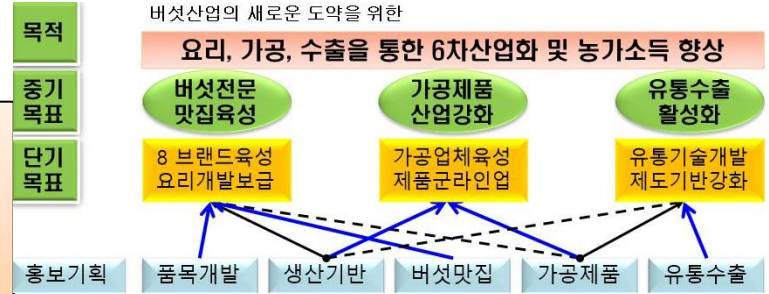 버섯산업의 새로운 도약을 위한
목적
요리, 가공, 수출을 통한 6차산업화 및 농가소득 향상
중기
목표
버섯전문
맛집육성
가공제품
산업강화
유통수출
활성화
단기
목표
8 브랜드육성
요리개발보급
가공업체육성
제품군라인업
유통기술개발
제도기반강화
홍보기획
품목개발
생산기반
버섯맛집
가공제품
유통수출